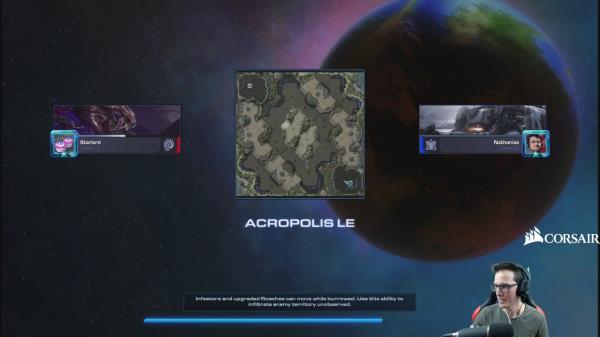 Starlord
Nathanias
ACROPOLIS LE
CORSAIR
Infestors and upgraded Roaches can move while burrowed. Use this ability to
infiltrate enemy territory unobserved.